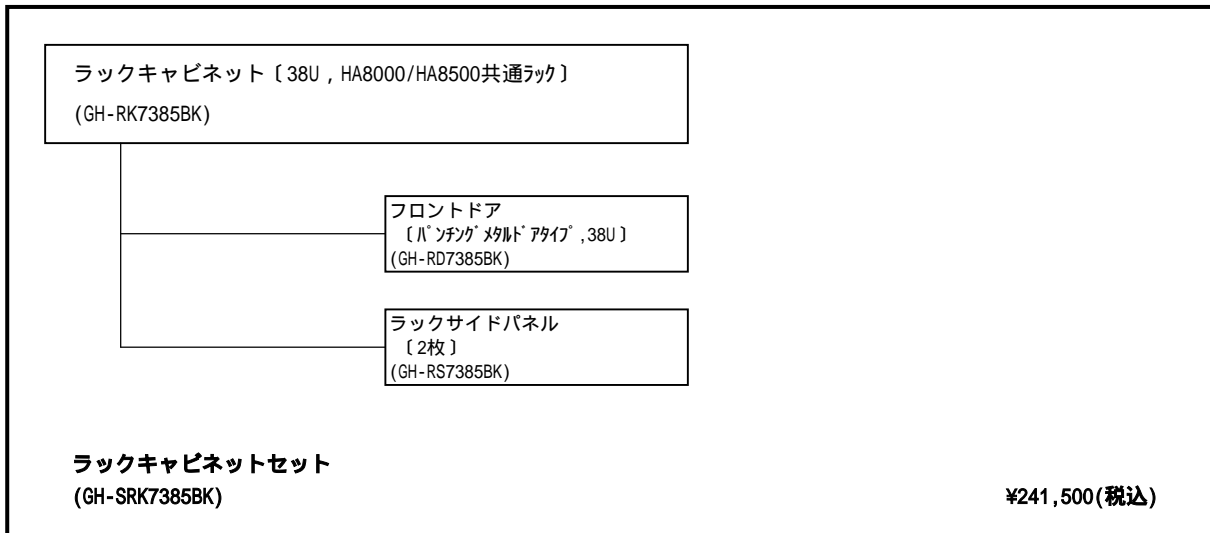 ラックキャビネット〔38U，HA8000/HA8500共通ﾗｯｸ〕
(GH-RK7385BK)
フロントドア
〔ﾊﾟﾝﾁﾝｸﾞﾒﾀﾙﾄﾞｱﾀｲﾌﾟ,38U〕
(GH-RD7385BK)
ラックサイドパネル
〔2枚〕
(GH-RS7385BK)
ラックキャビネットセット
(GH-SRK7385BK) ¥241,500(税込)